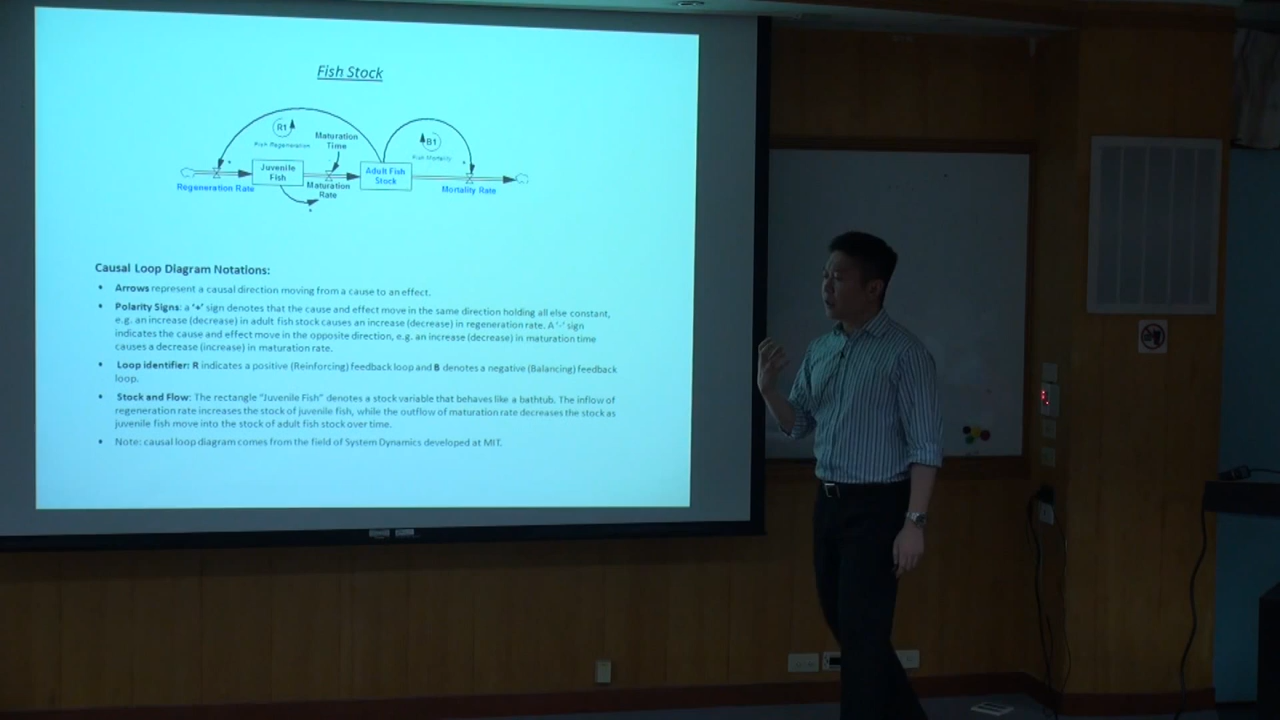 Fish Stock
R1
Fish Regeneration
Maturation
Time
B1
Fish Mortality
Juvenile
Fish
Adult Fish
Stock
Regeneration Rate
Maturation
Rate
Mortality Rate
Causal Loop Diagram Notations:
• Arrows represent a causal direction moving from a cause to an effect.
• Polarity Signs: a '+' sign denotes that the cause and effect move in the same direction holding all else constant,
e.g. an increase (decrease) in adult fish stock causes an increase (decrease) in regeneration rate. A '-' sign
indicates the cause and effect move in the opposite direction, e.g. an increase (decrease) in maturation time
causes a decrease (increase) in maturation rate.
• Loop identifier: R indicates a positive (Reinforcing) feedback loop and B denotes a negative (Balancing) feedback
loop.
• Stock and Flow: The rectangle "Juvenile Fish" denotes a stock variable that behaves like a bathtub. The inflow of
regeneration rate increases the stock of juvenile fish, while the outflow of maturation rate decreases the stock as
juvenile fish move into the stock of adult fish stock over time.
• Note: causal loop diagram comes from the field of System Dynamics developed at MIT.